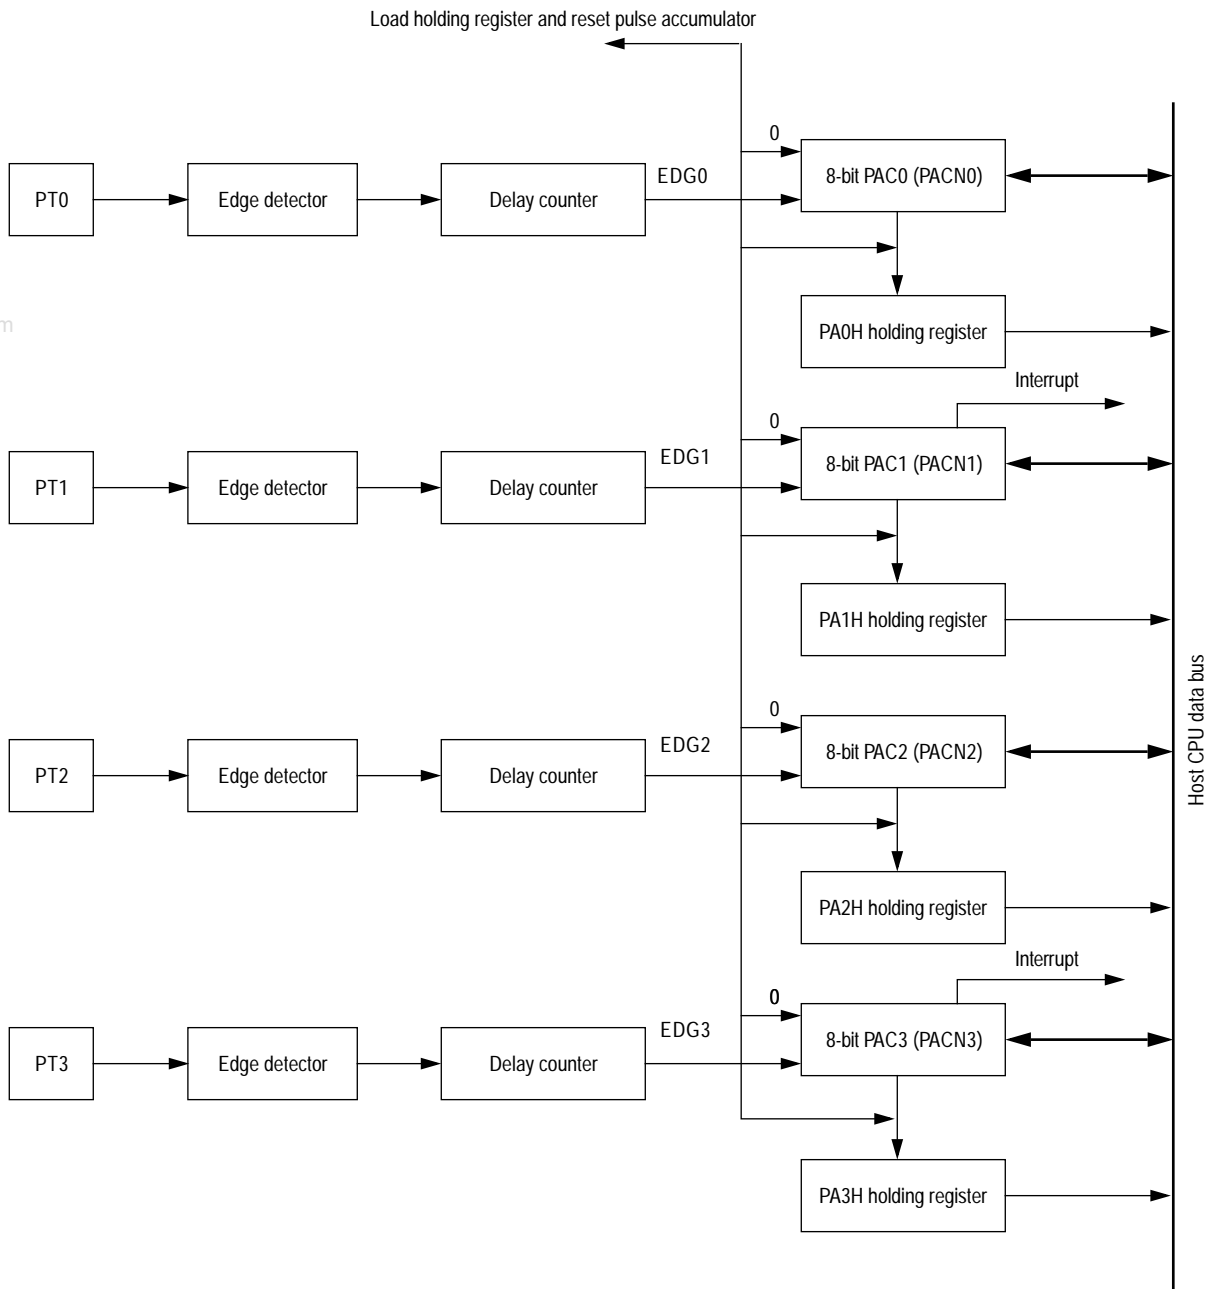 Load holding register and reset pulse accumulator
0
EDG0
PT0
Edge detector
Delay counter
8-bit PAC0 (PACN0)
m
PA0H holding register
Interrupt
0
EDG1
PT1
Edge detector
Delay counter
8-bit PAC1 (PACN1)
PA1H holding register
Host CPU data bus
0
EDG2
PT2
Edge detector
Delay counter
8-bit PAC2 (PACN2)
PA2H holding register
Interrupt
0
EDG3
PT3
Edge detector
Delay counter
8-bit PAC3 (PACN3)
PA3H holding register